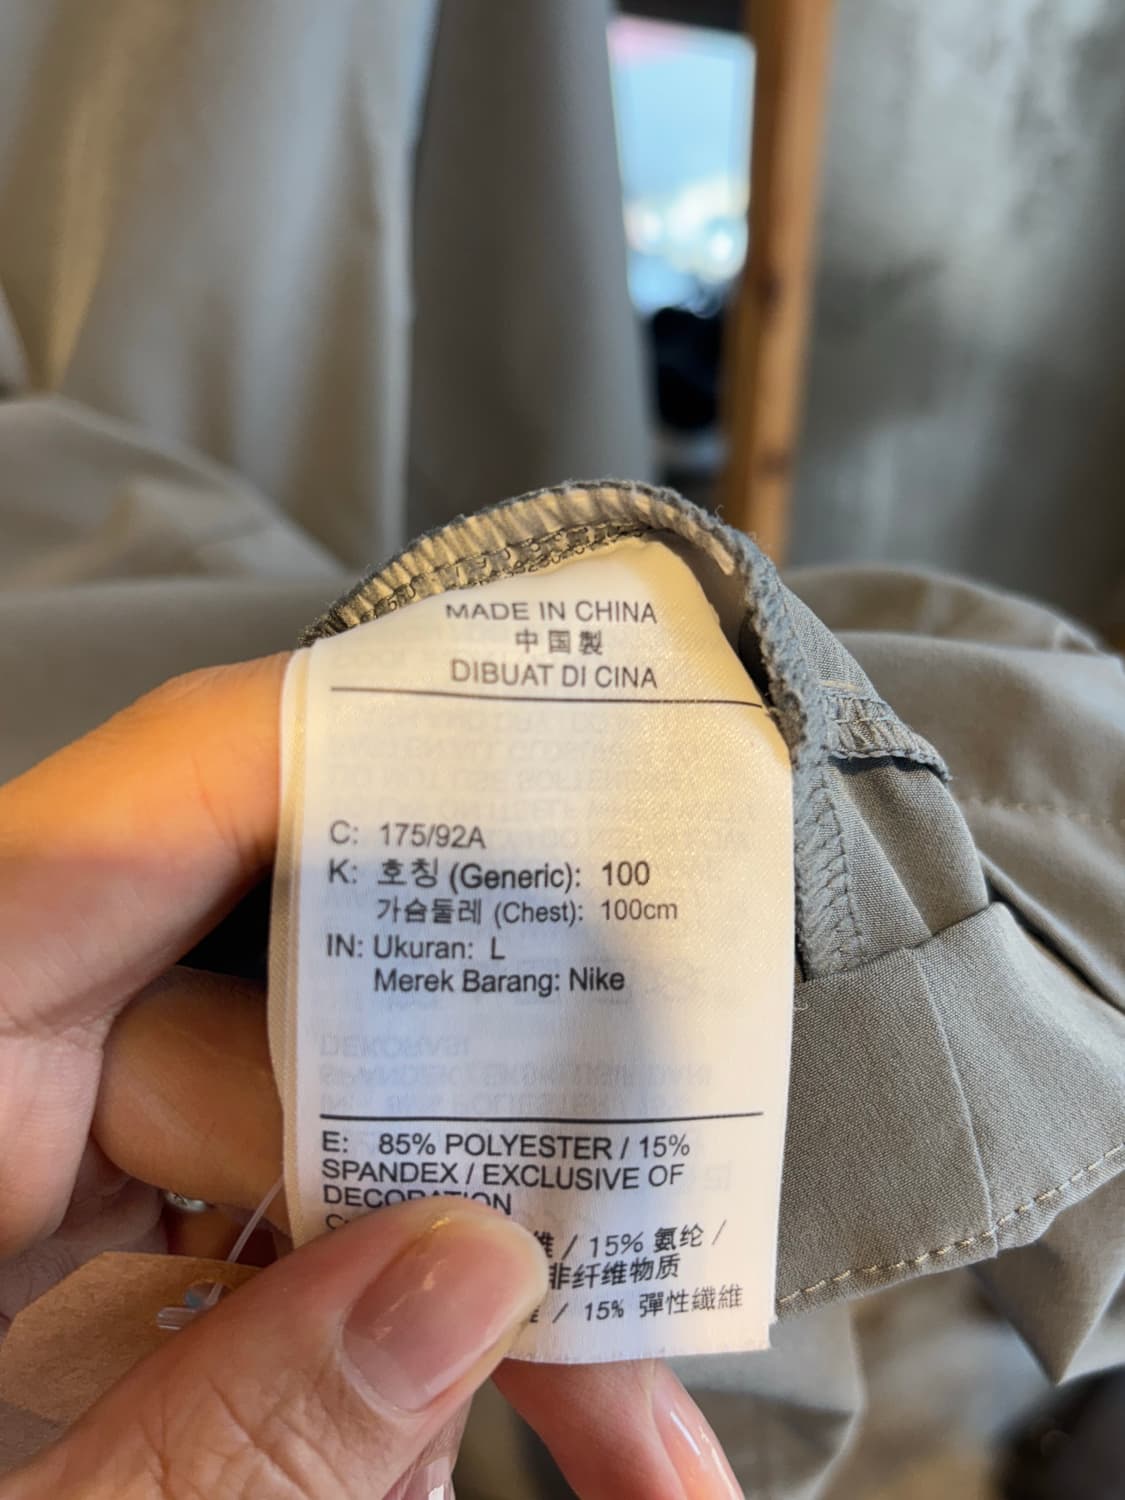 MADE IN CHINA
中国製
DIBUAT DI CINA
C: 175/92A
K: 호칭 (Generic): 100
가슴둘레 (Chest): 100cm
IN: Ukuran: L
Merek Barang: Nike
E: 85% POLYESTER / 15%
SPANDEX / EXCLUSIVE OF
DECORATION
/ 15% 氨纶 /
非纤维物质
/ 15% 彈性纖維